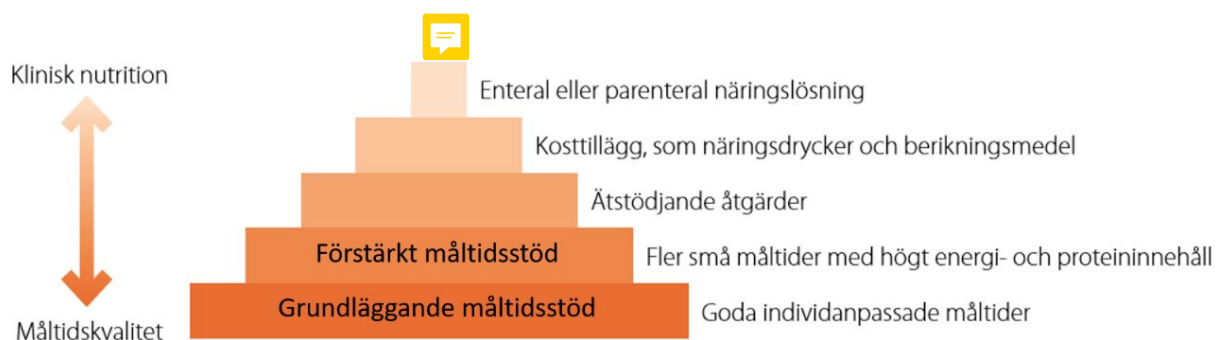 Klinisk nutrition
Enteral eller parenteral näringslösning
Kosttillägg, som näringsdrycker och berikningsmedel
Ätstödjande åtgärder
Förstärkt måltidsstöd
Fler små måltider med högt energi- och proteininnehåll
Grundläggande måltidsstöd
Goda individanpassade måltider
Måltidskvalitet